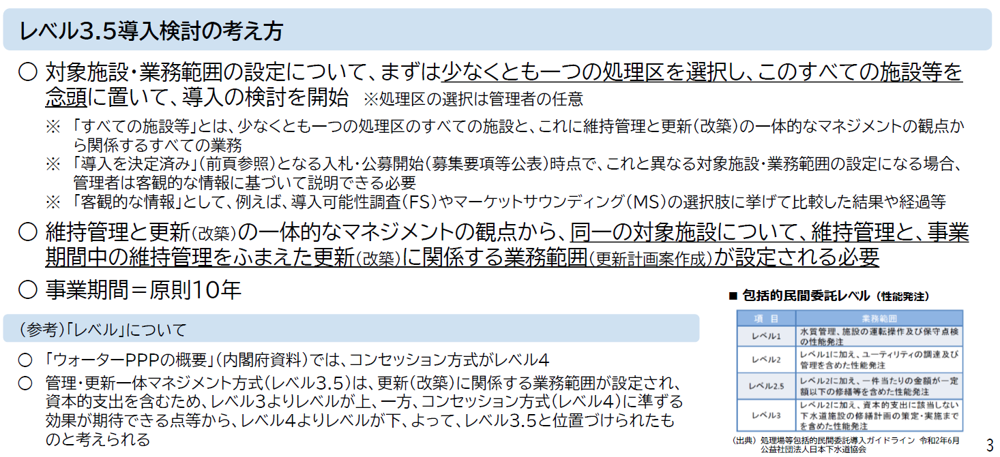 レベル3.5導入検討の考え方
○ 対象施設・業務範囲の設定について、まずは少なくとも一つの処理区を選択し、このすべての施設等を
念頭に置いて、導入の検討を開始 ※処理区の選択は管理者の任意
※ 「すべての施設等」とは、少なくとも一つの処理区のすべての施設と、これに維持管理と更新(改築)の一体的なマネジメントの観点か
ら関係するすべての業務
※ 「導入を決定済み」(前頁参照)となる入札・公募開始(募集要項等公表)時点で、これと異なる対象施設・業務範囲の設定になる場合、
管理者は客観的な情報に基づいて説明できる必要
※ 「客観的な情報」として、例えば、導入可能性調査(FS)やマーケットサウンディング(MS)の選択肢に挙げて比較した結果や経過等
○ 維持管理と更新(改築)の一体的なマネジメントの観点から、同一の対象施設について、維持管理と、事業
期間中の維持管理をふまえた更新(改築)に関係する業務範囲(更新計画案作成)が設定される必要
○ 事業期間=原則10年
(参考)「レベル」について
○ 「ウォーターPPPの概要」(内閣府資料)では、コンセッション方式がレベル4
○ 管理・更新一体マネジメント方式(レベル3.5)は、更新(改築)に関係する業務範囲が設定され、
資本的支出を含むため、レベル3よりレベルが上、一方、コンセッション方式(レベル4)に準ずる
効果が期待できる点等から、レベル4よりレベルが下、よって、レベル3.5と位置づけられたも
のと考えられる
■ 包括的民間委託レベル(性能発注)
項 目 業務範囲
レベル1 水質管理、施設の運転操作及び保守点検
の性能発注
レベル2 レベル1に加え、ユーティリティの調達及び
管理を含めた性能発注
レベル2.5 レベル2に加え、一件当たりの金額が一定
額以下の修繕等を含めた性能発注
レベル3 レベル2に加え、資本的支出に該当しない
下水道施設の修繕計画の策定・実施まで
を含めた性能発注
(出典) 処理場等包括的民間委託導入ガイドライン 令和2年6月
公益社団法人日本下水道協会
3